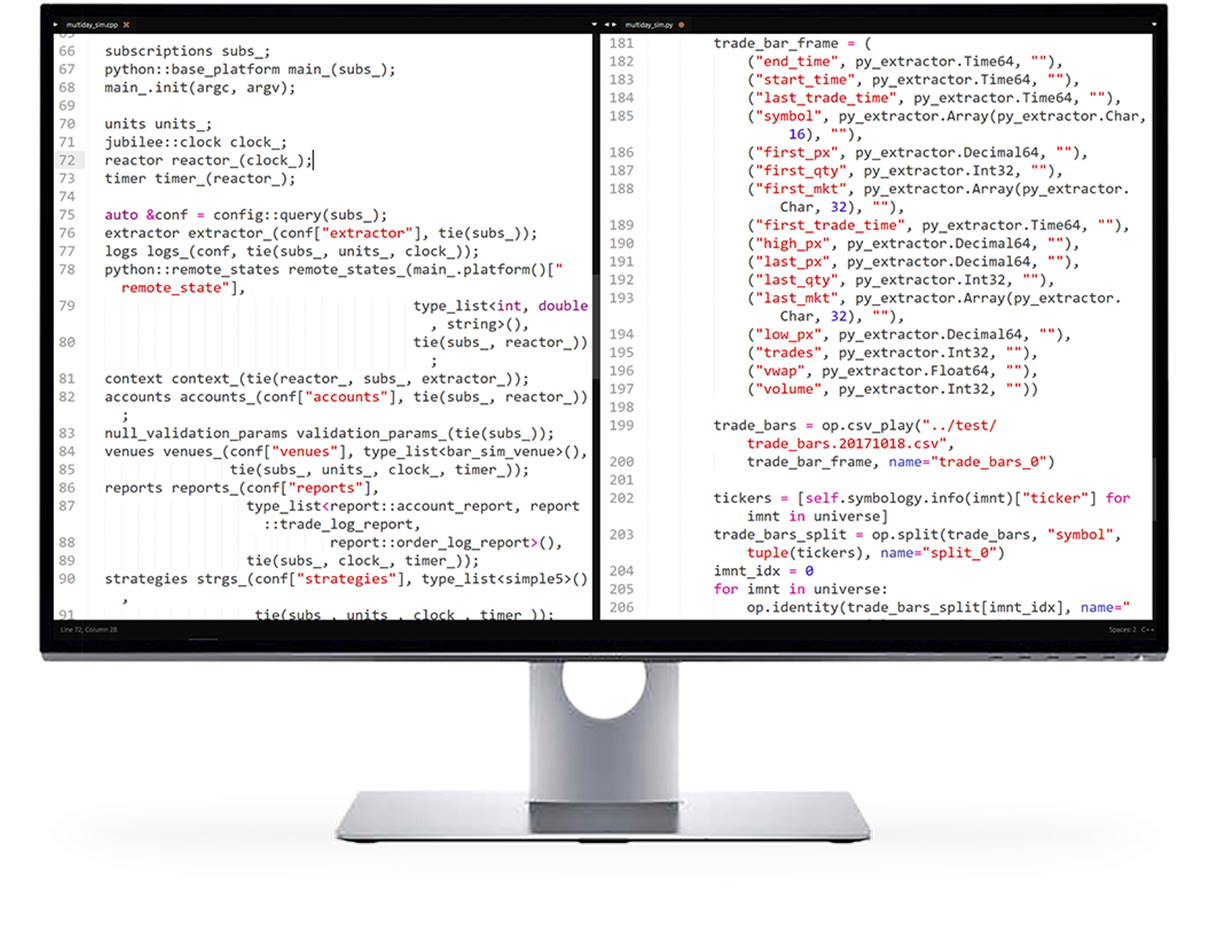 multiday_sim.cpp
66 subscriptions subs_;
67 python::base_platform main_(subs_);
68 main_.init(argc, argv);
69
70 units units_;
71 jubilee::clock clock_;
72 reactor reactor_(clock_);
73 timer timer_(reactor_);
74
75 auto &conf = config::query(subs_);
76 extractor extractor_(conf["extractor"], tie(subs_));
77 logs logs_(conf, tie(subs_, units_, clock_));
78 python::remote_states remote_states_(main_.platform()["
remote_state"],
79 type_list<int, double
, string>(),
80 tie(subs_, reactor_))
;
81 context context_(tie(reactor_, subs_, extractor_));
82 accounts accounts_(conf["accounts"], tie(subs_, reactor_))
;
83 null_validation_params validation_params_(tie(subs_));
84 venues venues_(conf["venues"], type_list<bar_sim_venue>(),
85 tie(subs_, units_, clock_, timer_));
86 reports reports_(conf["reports"],
87 type_list<report::account_report, report
::trade_log_report,
88 report::order_log_report>(),
89 tie(subs_, clock_, timer_));
90 strategies strgs_(conf["strategies"], type_list<simple5>()
,
91 tie(subs_, units_, clock_, timer_));
Line 72, Column 28
multiday_sim.py
181 trade_bar_frame = (
182 ("end_time", py_extractor.Time64, ""),
183 ("start_time", py_extractor.Time64, ""),
184 ("last_trade_time", py_extractor.Time64, ""),
185 ("symbol", py_extractor.Array(py_extractor.Char,
16), ""),
186 ("first_px", py_extractor.Decimal64, ""),
187 ("first_qty", py_extractor.Int32, ""),
188 ("first_mkt", py_extractor.Array(py_extractor.
Char, 32), ""),
189 ("first_trade_time", py_extractor.Time64, ""),
190 ("high_px", py_extractor.Decimal64, ""),
191 ("last_px", py_extractor.Decimal64, ""),
192 ("last_qty", py_extractor.Int32, ""),
193 ("last_mkt", py_extractor.Array(py_extractor.
Char, 32), ""),
194 ("low_px", py_extractor.Decimal64, ""),
195 ("trades", py_extractor.Int32, ""),
196 ("vwap", py_extractor.Float64, ""),
197 ("volume", py_extractor.Int32, ""))
198
199 trade_bars = op.csv_play("../test/
trade_bars.20171018.csv",
200 trade_bar_frame, name="trade_bars_0")
201
202 tickers = [self.symbology.info(imnt)["ticker"] for
imnt in universe]
203 trade_bars_split = op.split(trade_bars, "symbol",
tuple(tickers), name="split_0")
204 imnt_idx = 0
205 for imnt in universe:
206 op.identity(trade_bars_split[imnt_idx], name="
Spaces: 2 C++